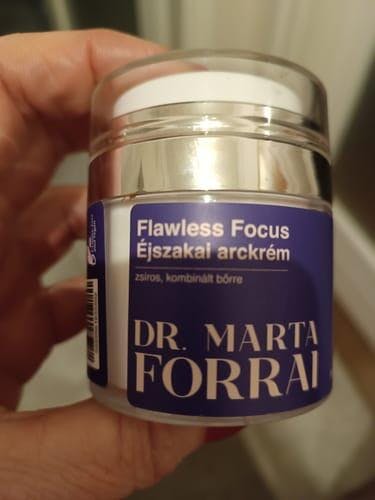 Flawless Focus
Éjszakai arckrém
zsíros, kombinált bőrre
DR. MARTA
FORRAI